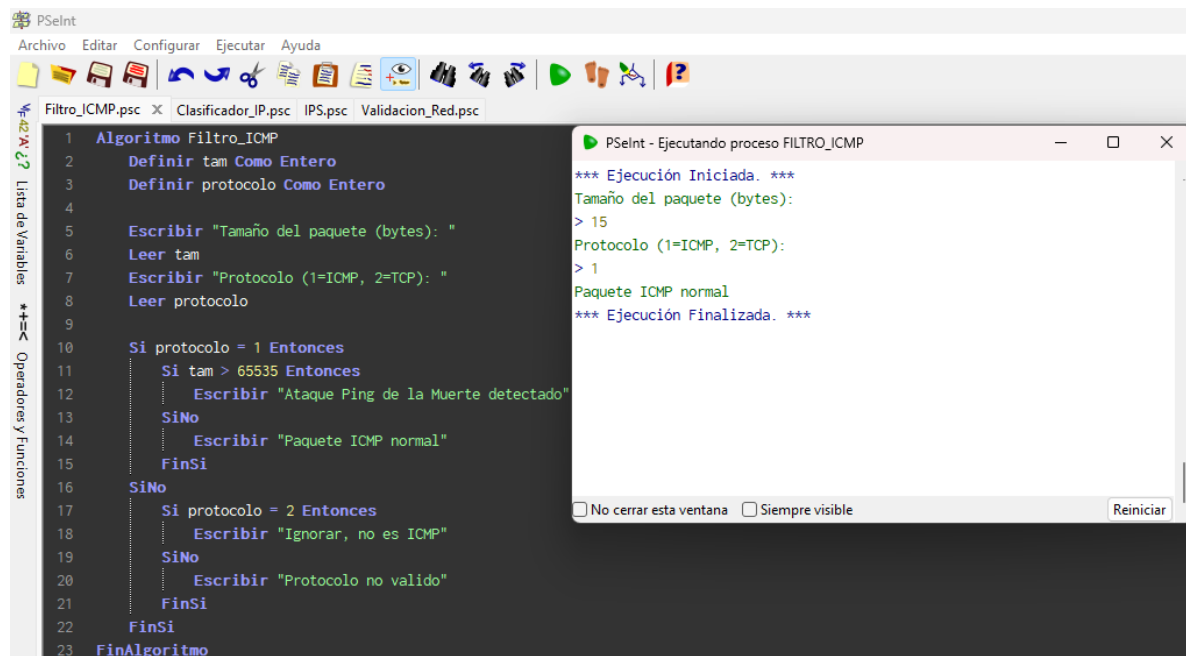 PSeInt
Archivo Editar Configurar Ejecutar Ayuda
Filtro_ICMP.psc X Clasificador_IP.psc IPS.psc Validacion_Red.psc
*+=< Operadores y Funciones
42 'A' ¿? Lista de Variables
1 Algoritmo Filtro_ICMP
2 Definir tam Como Entero
3 Definir protocolo Como Entero
4
5 Escribir "Tamaño del paquete (bytes): "
6 Leer tam
7 Escribir "Protocolo (1=ICMP, 2=TCP): "
8 Leer protocolo
9
10 Si protocolo = 1 Entonces
11 Si tam > 65535 Entonces
12 Escribir "Ataque Ping de la Muerte detectado"
13 SiNo
14 Escribir "Paquete ICMP normal"
15 FinSi
16 SiNo
17 Si protocolo = 2 Entonces
18 Escribir "Ignorar, no es ICMP"
19 SiNo
20 Escribir "Protocolo no valido"
21 FinSi
22 FinSi
23 FinAlgoritmo
PSeInt - Ejecutando proceso FILTRO_ICMP
*** Ejecución Iniciada. ***
Tamaño del paquete (bytes):
> 15
Protocolo (1=ICMP, 2=TCP):
> 1
Paquete ICMP normal
*** Ejecución Finalizada. ***
No cerrar esta ventana Siempre visible Reiniciar